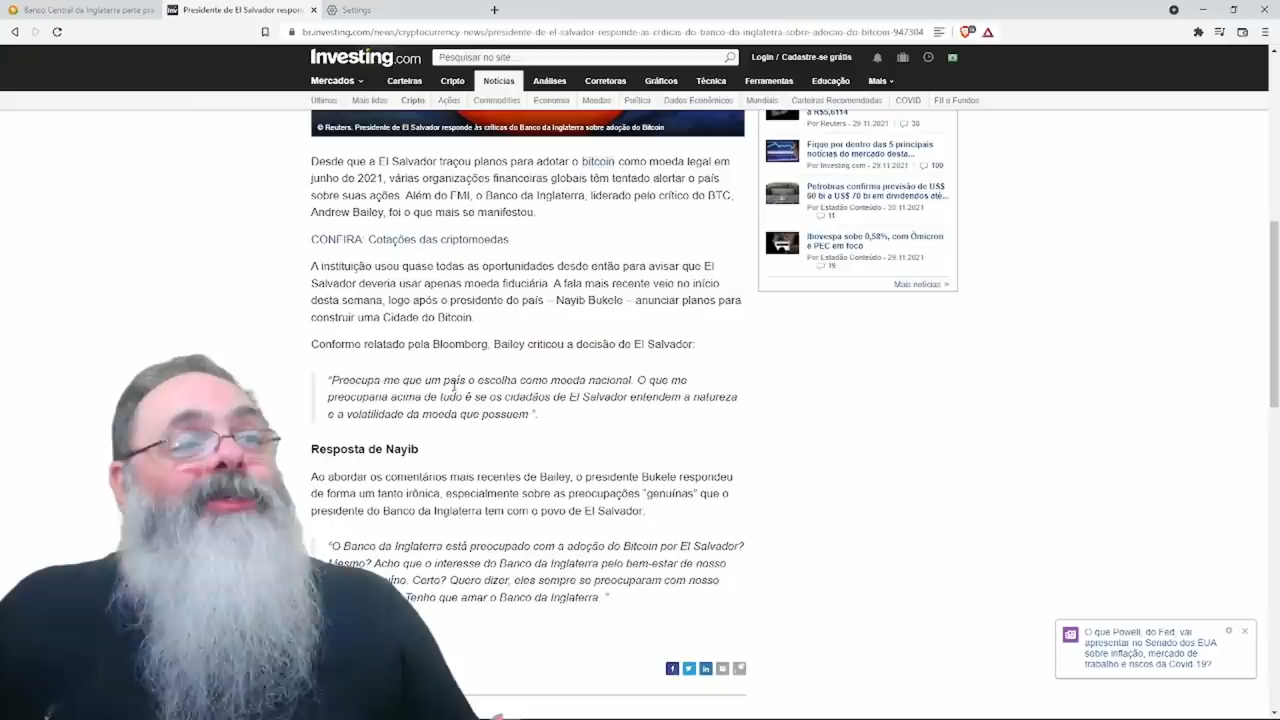 Banco Central da Inglaterra parte pra
Presidente de El Salvador respon
Settings
br.investing.com/news/cryptocurrency-news/presidente-de-el-salvador-responde-as-criticas-do-banco-da-inglaterra-sobre-adocao-do-bitcoin-947304
Investing.com
Pesquisar no site...
Login / Cadastre-se grátis
Mercados Carteiras Cripto Notícias Análises Corretoras Gráficos Técnica Ferramentas Educação Mais
Últimas Mais lidas Cripto Ações Commodities Economia Moedas Política Dados Econômicos Mundiais Carteiras Recomendadas COVID FII e Fundos
© Reuters. Presidente de El Salvador responde às críticas do Banco da Inglaterra sobre adoção do Bitcoin
Desde que a El Salvador traçou planos para adotar o bitcoin como moeda legal em
junho de 2021, várias organizações financeiras globais têm tentado alertar o país
sobre suas ações. Além do FMI, o Banco da Inglaterra, liderado pelo crítico do BTC,
Andrew Bailey, foi o que mais se manifestou.
CONFIRA: Cotações das criptomoedas
A instituição usou quase todas as oportunidades desde então para avisar que El
Salvador deveria usar apenas moeda fiduciária. A fala mais recente veio no início
desta semana, logo após o presidente do país – Nayib Bukele – anunciar planos para
construir uma Cidade do Bitcoin.
Conforme relatado pela Bloomberg, Bailey criticou a decisão de El Salvador:
“Preocupa-me que um país o escolha como moeda nacional. O que me
preocuparia acima de tudo é se os cidadãos de El Salvador entendem a natureza
e a volatilidade da moeda que possuem ”.
Resposta de Nayib
Ao abordar os comentários mais recentes de Bailey, o presidente Bukele respondeu
de forma um tanto irônica, especialmente sobre as preocupações “genuínas” que o
presidente do Banco da Inglaterra tem com o povo de El Salvador:
“O Banco da Inglaterra está preocupado com a adoção do Bitcoin por El Salvador?
Mesmo? Acho que o interesse do Banco da Inglaterra pelo bem-estar de nosso
Certo? Quero dizer, eles sempre se preocuparam com nosso
Tenho que amar o Banco da Inglaterra. ”
a R$5,6114
Por Reuters - 29.11.2021 38
Fique por dentro das 5 principais
notícias do mercado desta...
Por Investing.com - 29.11.2021 100
Petrobras confirma previsão de US$
60 bi a US$ 70 bi em dividendos até...
Por Estadão Conteúdo - 30.11.2021
11
Ibovespa sobe 0,58%, com Ômicron
e PEC em foco
Por Estadão Conteúdo - 29.11.2021
19
Mais notícias »
O que Powell, do Fed, vai
apresentar no Senado dos EUA
sobre inflação, mercado de
trabalho e riscos da Covid-19?